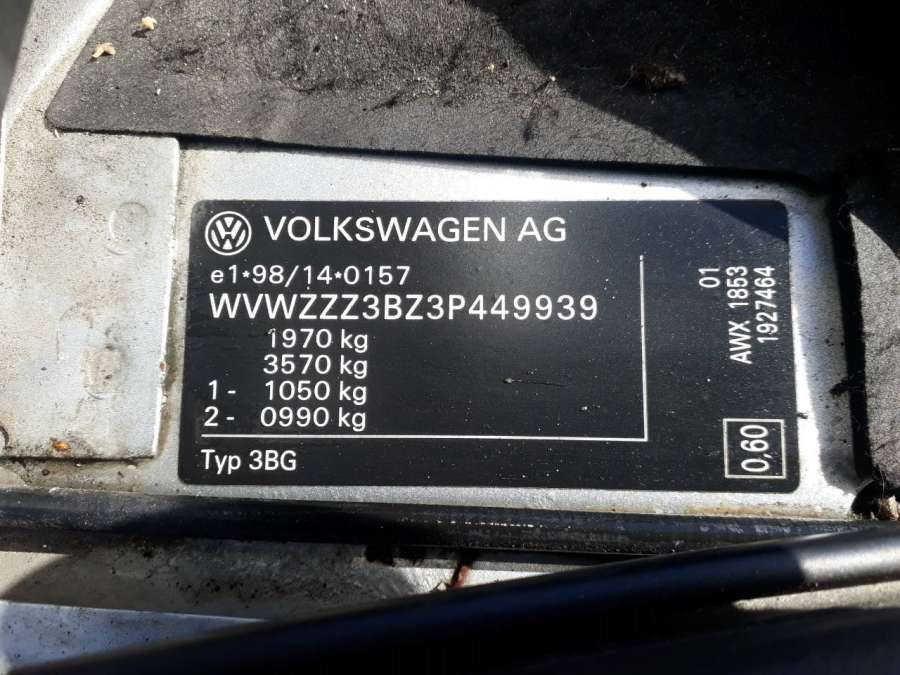 VOLKSWAGEN AG
e1*98/14*0157
WVWZZZ3BZ3P449939
1970 kg
3570 kg
1- 1050 kg
2- 0990 kg
Typ 3BG
01
AWX 1853
1927464
0,60